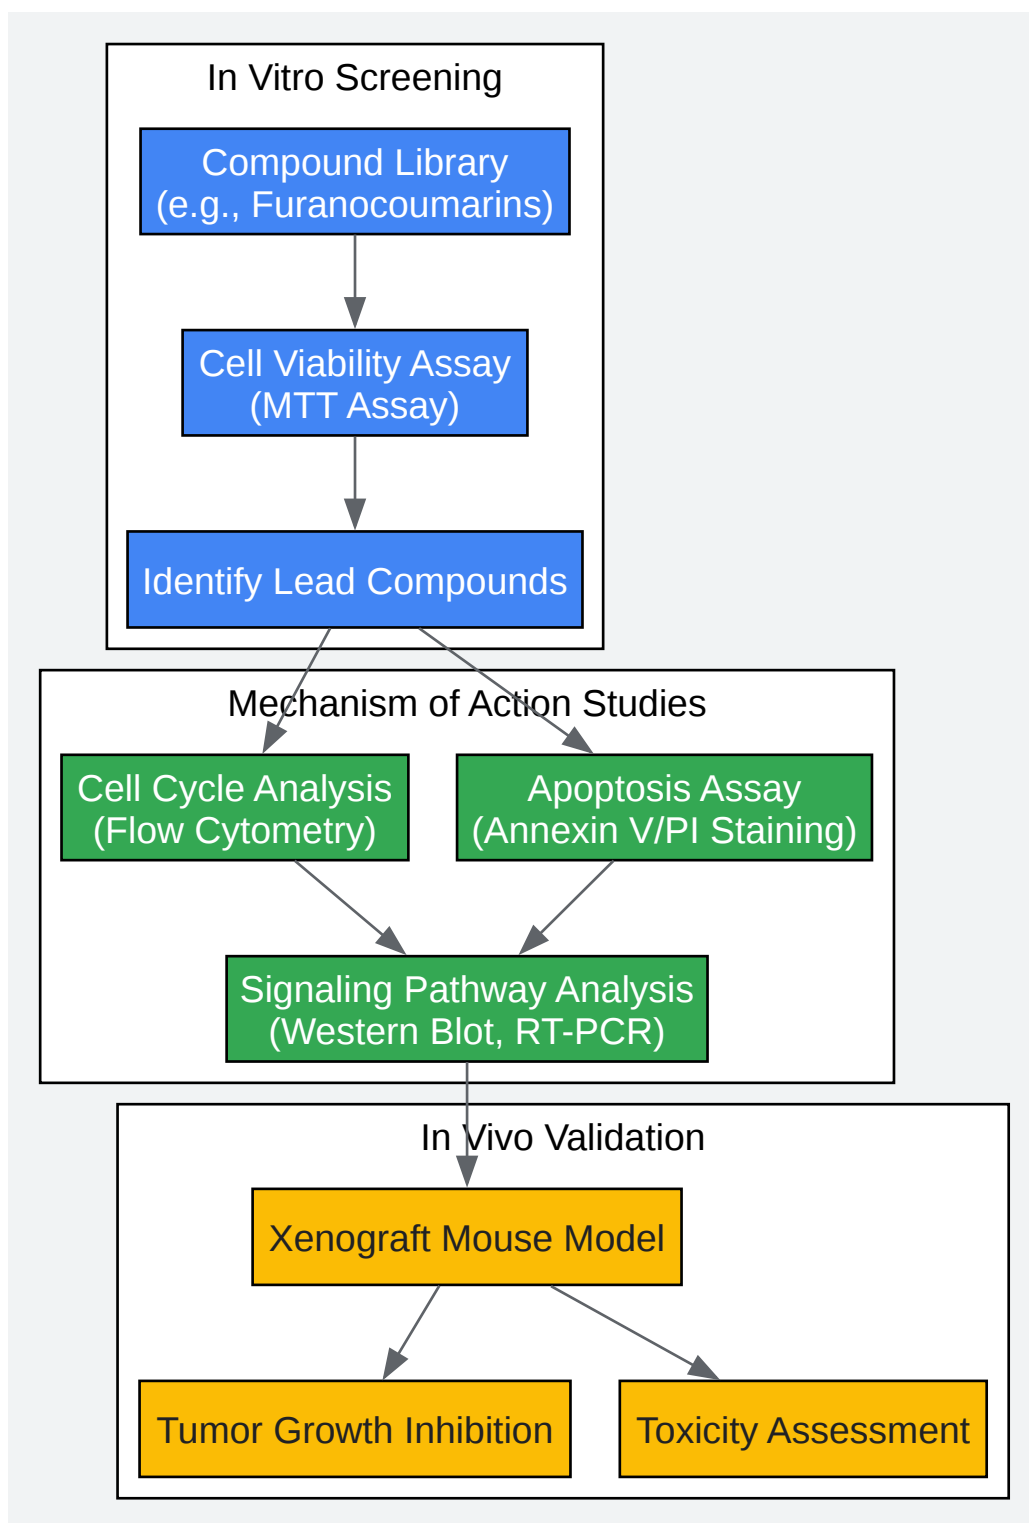 In Vitro Screening
Compound Library
(e.g., Furanocoumarins)
Cell Viability Assay
(MTT Assay)
Identify Lead Compounds
Mechanism of Action Studies
Cell Cycle Analysis
(Flow Cytometry)
Apoptosis Assay
(Annexin V/PI Staining)
Signaling Pathway Analysis
(Western Blot, RT-PCR)
In Vivo Validation
Xenograft Mouse Model
Tumor Growth Inhibition
Toxicity Assessment